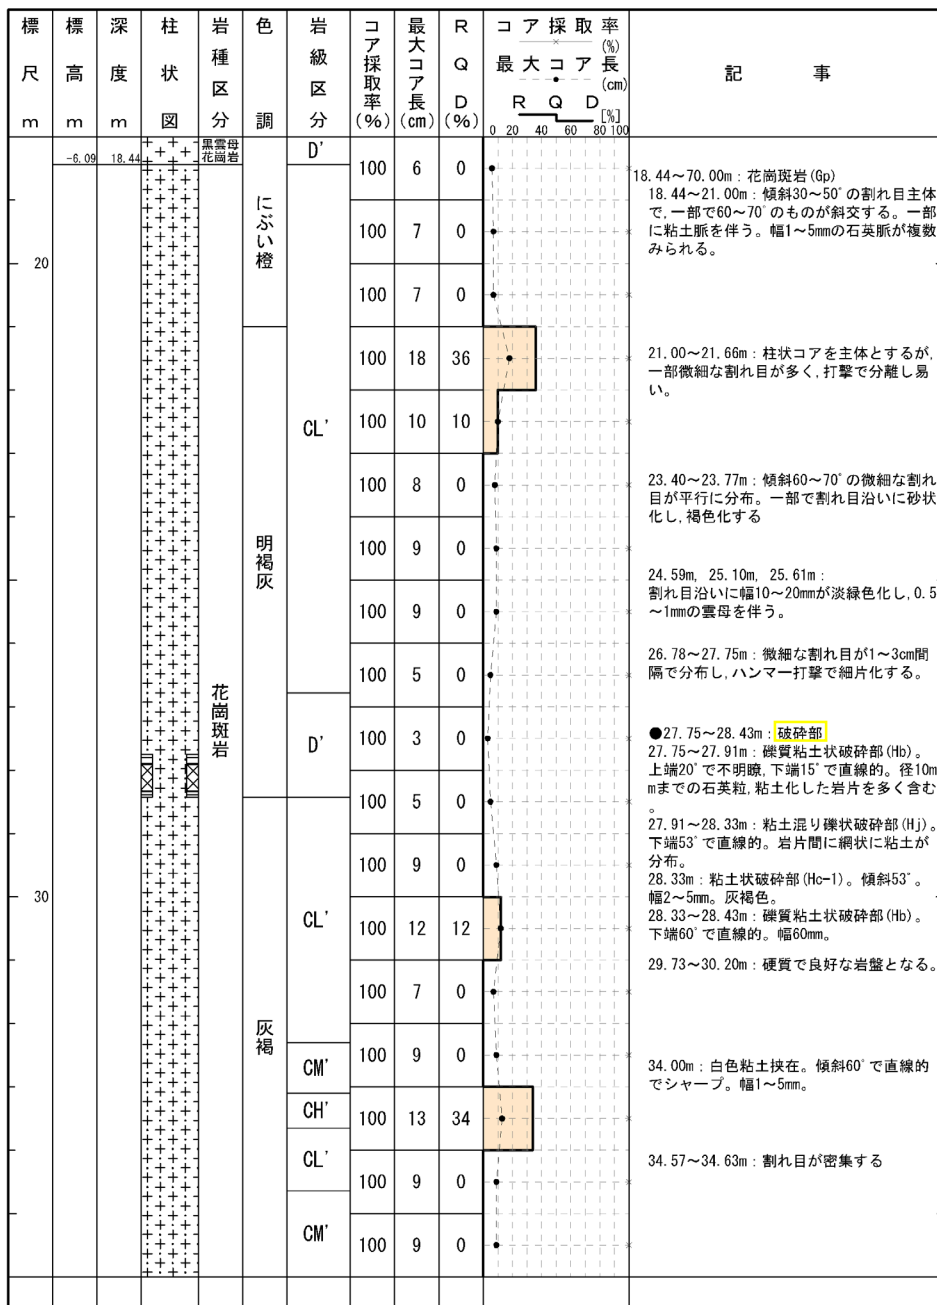 標尺 m
標高 m
深度 m
柱状図
岩種区分
色調
岩級区分
コア採取率(%)
最大コア長(cm)
RQD(%)
コア採取率(%)
最大コア長(cm)
RQD[%]
0 20 40 60 80 100
記事
-6.09 18.44
黒雲母
花崗岩
花崗斑岩
にぶい橙
明褐灰
灰褐
D'
CL'
D'
CL'
CM'
CH'
CL'
CM'
20
30
100 6 0
100 7 0
100 7 0
100 18 36
100 10 10
100 8 0
100 9 0
100 9 0
100 5 0
100 3 0
100 5 0
100 9 0
100 12 12
100 7 0
100 9 0
100 13 34
100 9 0
100 9 0
18.44～70.00m：花崗斑岩(Gp)
18.44～21.00m：傾斜30～50°の割れ目主体
で,一部で60～70°のものが斜交する。一部
に粘土脈を伴う。幅1～5mmの石英脈が複数
みられる。
21.00～21.66m：柱状コアを主体とするが,
一部微細な割れ目が多く,打撃で分離し易
い。
23.40～23.77m：傾斜60～70°の微細な割れ
目が平行に分布。一部で割れ目沿いに砂状
化し,褐色化する
24.59m, 25.10m, 25.61m：
割れ目沿いに幅10～20mmが淡緑色化し,0.5
～1mmの雲母を伴う。
26.78～27.75m：微細な割れ目が1～3cm間
隔で分布し,ハンマー打撃で細片化する。
●27.75～28.43m：破砕部
27.75～27.91m：礫質粘土状破砕部(Hb)。
上端20°で不明瞭,下端15°で直線的。径10m
mまでの石英粒,粘土化した岩片を多く含む
。
27.91～28.33m：粘土混り礫状破砕部(Hj)。
下端53°で直線的。岩片間に網状に粘土が
分布。
28.33m：粘土状破砕部(Hc-1)。傾斜53°。
幅2～5mm。灰褐色。
28.33～28.43m：礫質粘土状破砕部(Hb)。
下端60°で直線的。幅60mm。
29.73～30.20m：硬質で良好な岩盤となる。
34.00m：白色粘土挟在。傾斜60°で直線的
でシャープ。幅1～5mm。
34.57～34.63m：割れ目が密集する